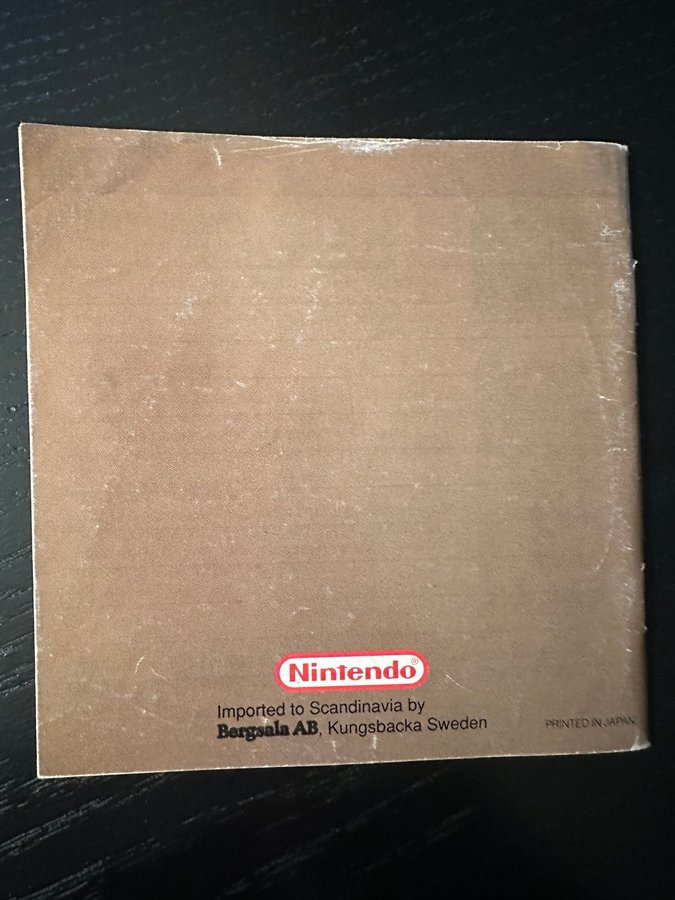 Nintendo®
Imported to Scandinavia by
Bergsala AB, Kungsbacka Sweden
PRINTED IN JAPAN